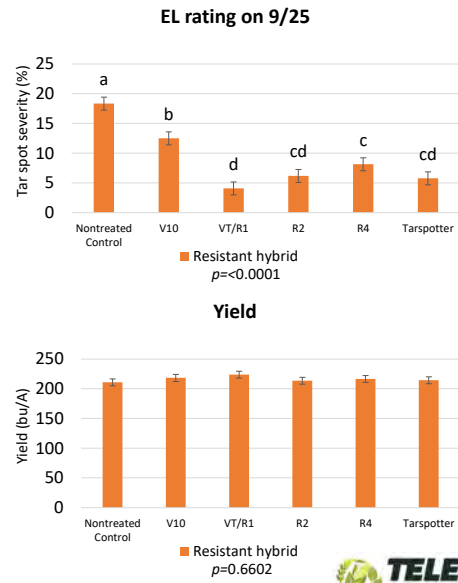 EL rating on 9/25
Tar spot severity (%)
25
20
15
10
5
0
a
b
d
cd
c
cd
Nontreated
Control
V10
VT/R1
R2
R4
Tarspotter
Resistant hybrid
p=<0.0001
Yield
Yield (bu/A)
250
200
150
100
50
0
Nontreated
Control
V10
VT/R1
R2
R4
Tarspotter
Resistant hybrid
p=0.6602
TELE